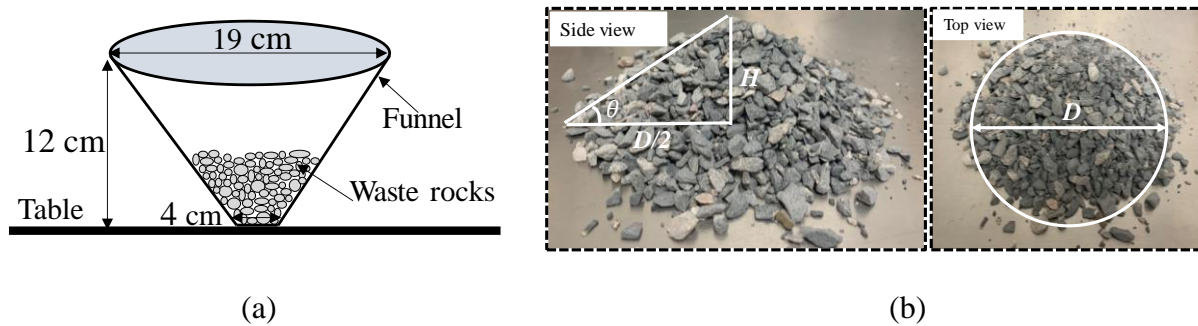 19 cm
Funnel
12 cm
Waste rocks
Table
4 cm
(a)
Side view
H
θ
D/2
Top view
D
(b)